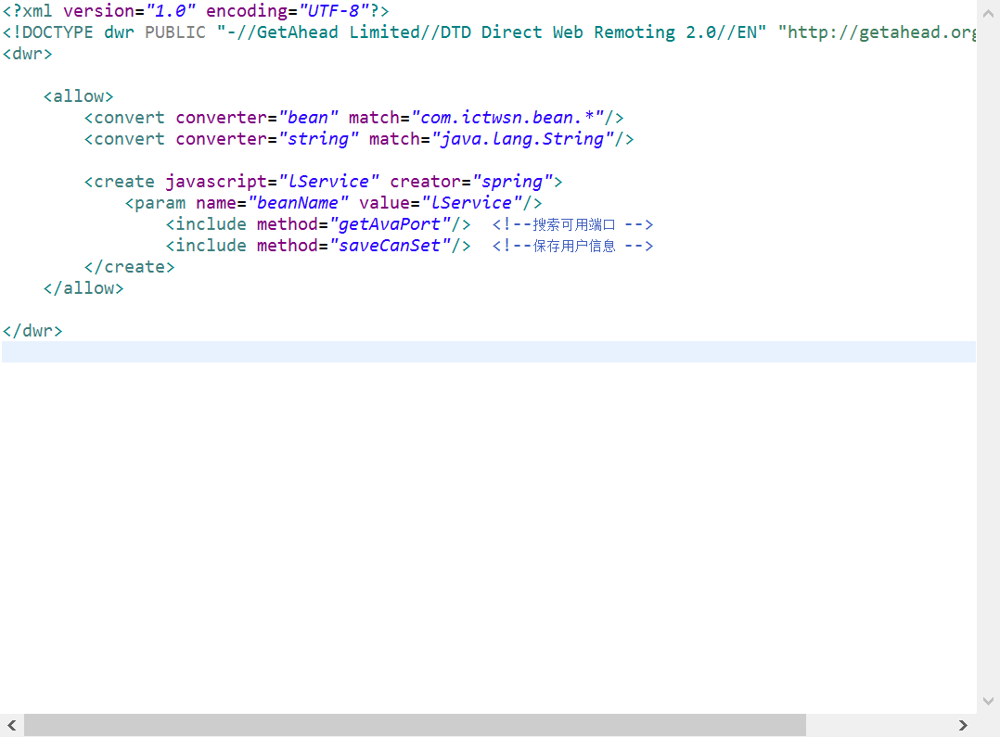 <?xml version="1.0" encoding="UTF-8"?>
<!DOCTYPE dwr PUBLIC "-//GetAhead Limited//DTD Direct Web Remoting 2.0//EN" "http://getahead.org
<dwr>
<allow>
<convert converter="bean" match="com.ictwsn.bean.*"/>
<convert converter="string" match="java.lang.String"/>
<create javascript="lService" creator="spring">
<param name="beanName" value="lService"/>
<include method="getAvaPort"/> <!--搜索可用端口 -->
<include method="saveCanSet"/> <!--保存用户信息 -->
</create>
</allow>
</dwr>